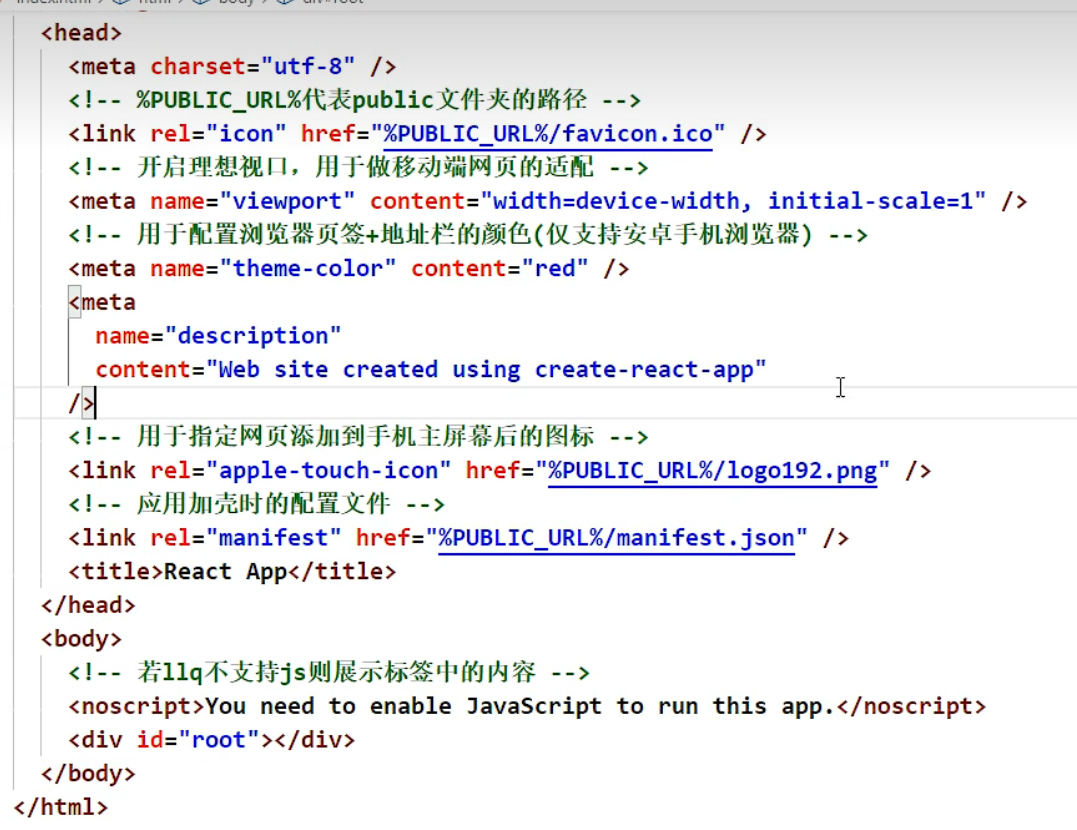 <head>
<meta charset="utf-8" />
<!-- %PUBLIC_URL%代表public文件夹的路径 -->
<link rel="icon" href="%PUBLIC_URL%/favicon.ico" />
<!-- 开启理想视口，用于做移动端网页的适配 -->
<meta name="viewport" content="width=device-width, initial-scale=1" />
<!-- 用于配置浏览器页签+地址栏的颜色(仅支持安卓手机浏览器) -->
<meta name="theme-color" content="red" />
<meta
name="description"
content="Web site created using create-react-app"
/>
<!-- 用于指定网页添加到手机主屏幕后的图标 -->
<link rel="apple-touch-icon" href="%PUBLIC_URL%/logo192.png" />
<!-- 应用加壳时的配置文件 -->
<link rel="manifest" href="%PUBLIC_URL%/manifest.json" />
<title>React App</title>
</head>
<body>
<!-- 若llq不支持js则展示标签中的内容 -->
<noscript>You need to enable JavaScript to run this app.</noscript>
<div id="root"></div>
</body>
</html>